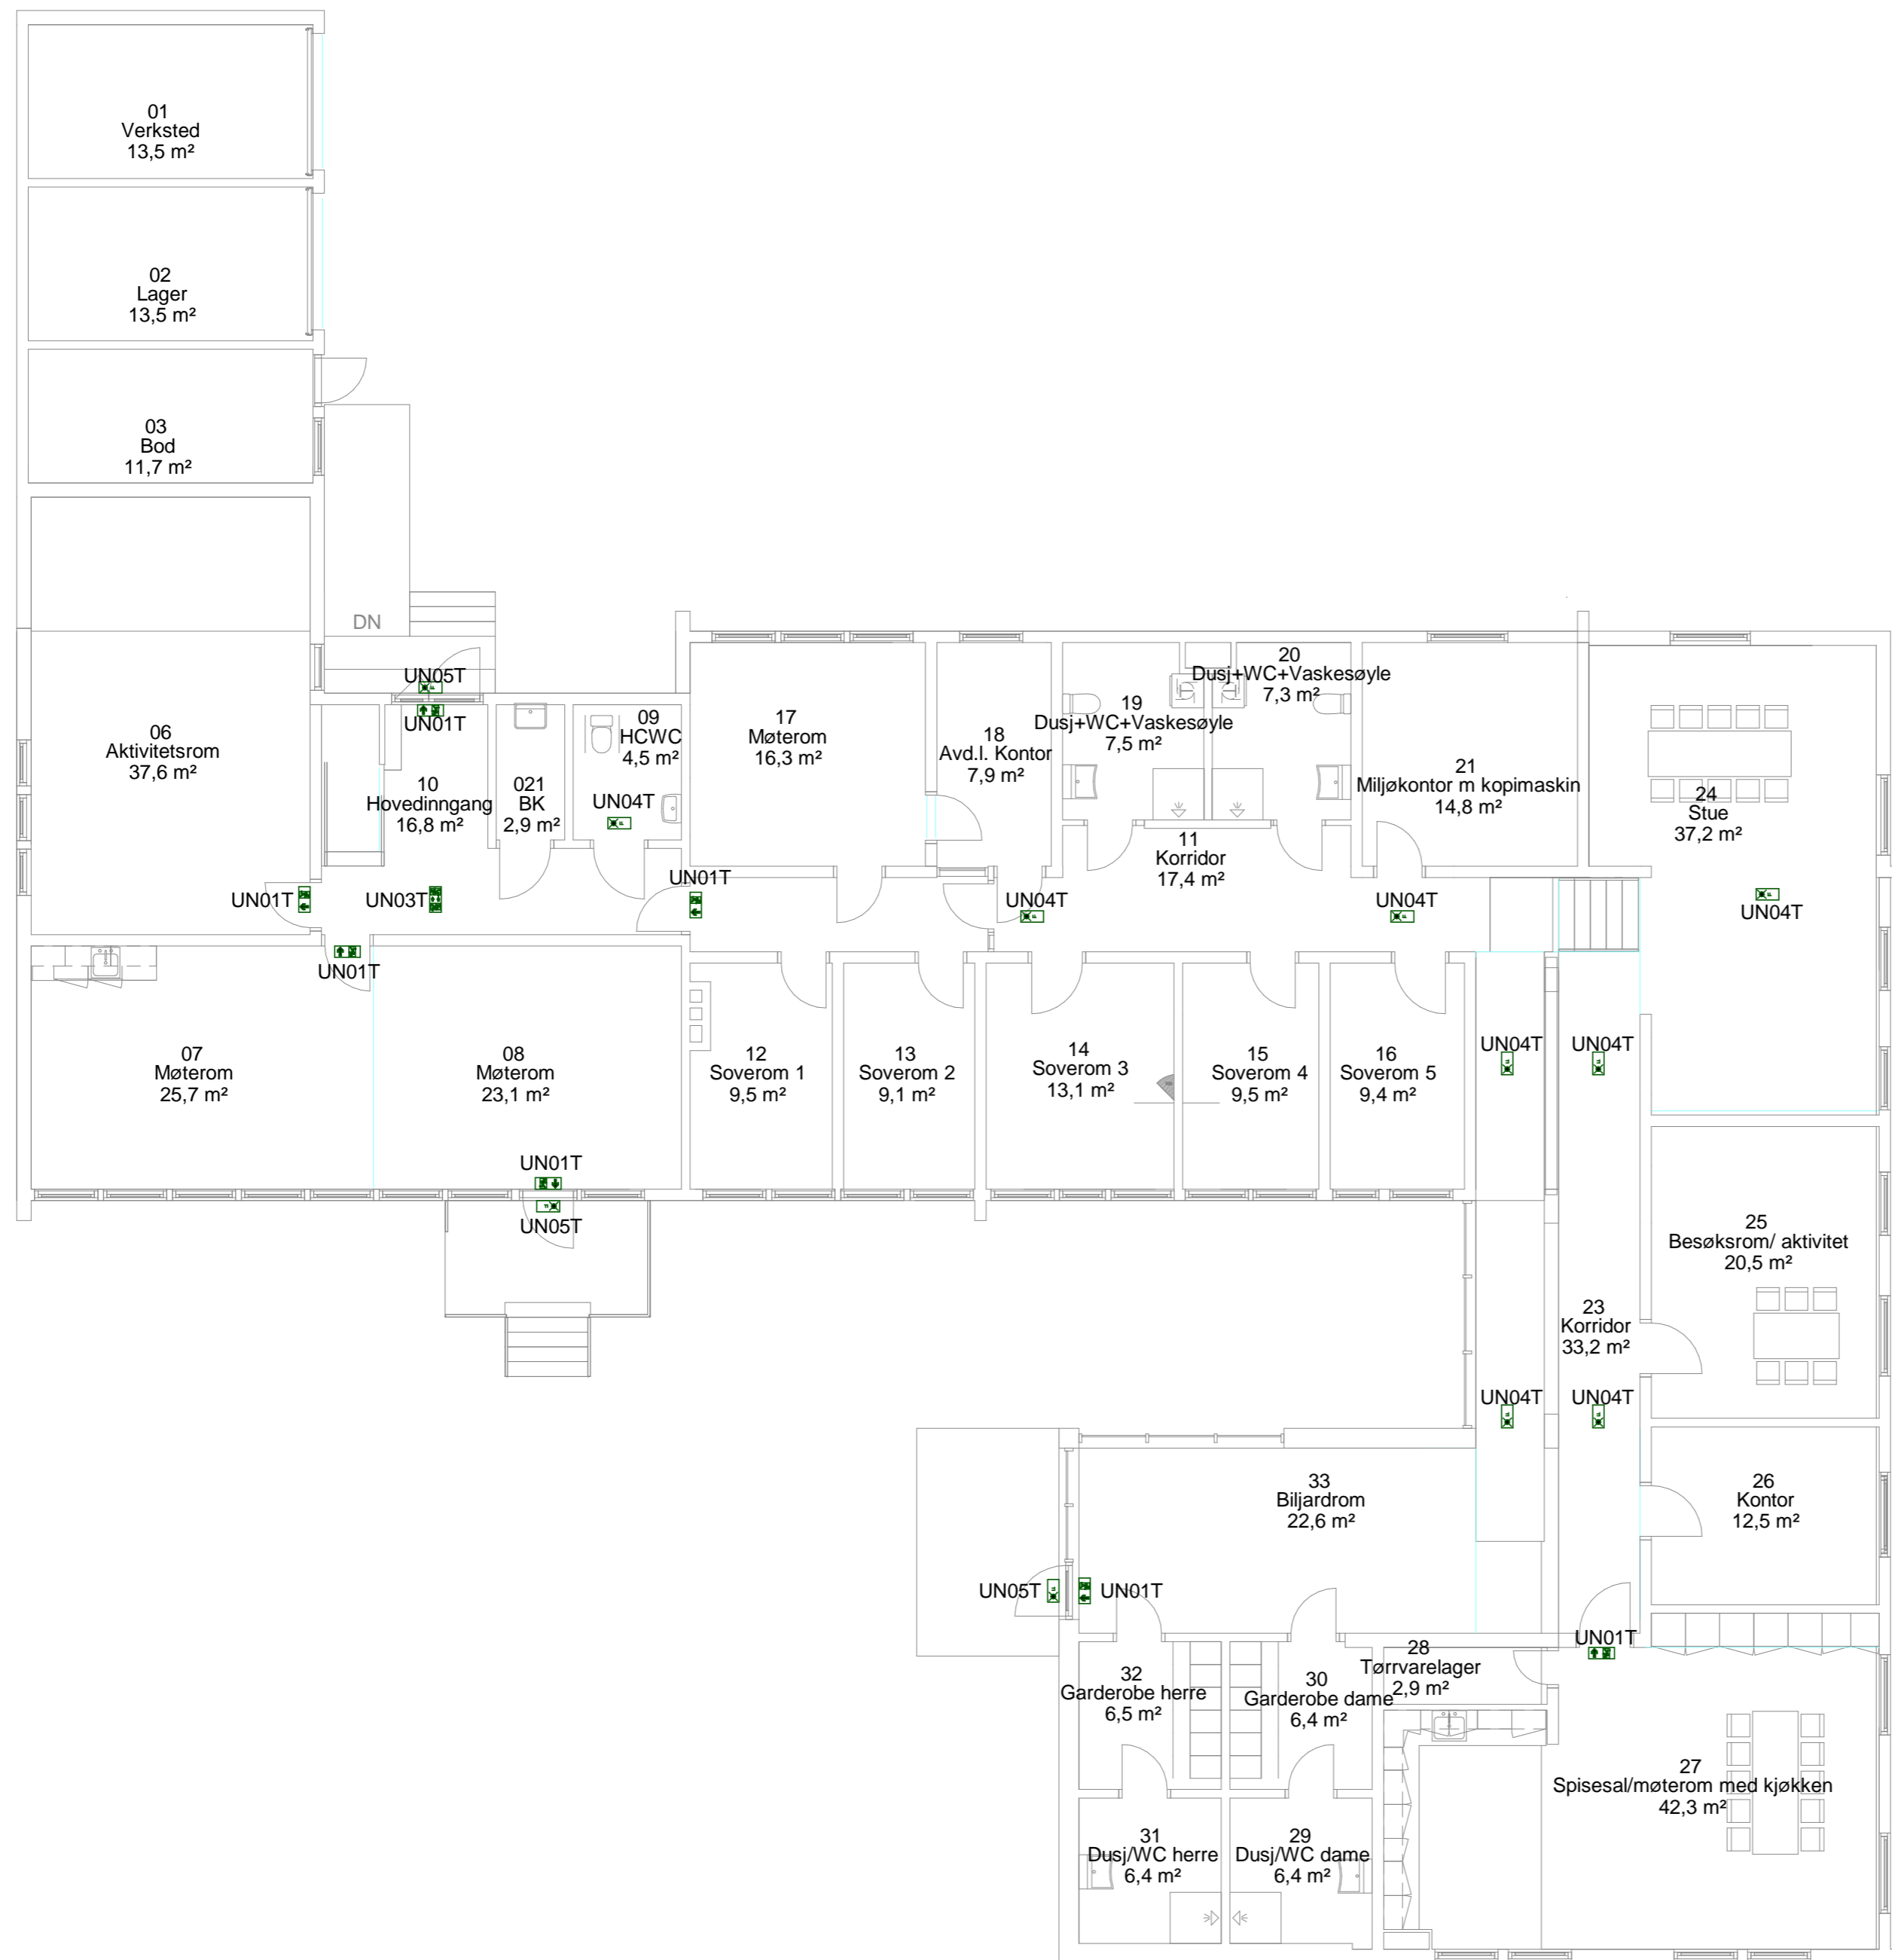 01
Verksted
13,5 m²
02
Lager
13,5 m²
03
Bod
11,7 m²
DN
UN05T
UN01T
06
Aktivitetsrom
37,6 m²
10
Hovedinngang
16,8 m²
021
BK
2,9 m²
09
HCWC
4,5 m²
UN04T
17
Møterom
16,3 m²
18
Avd.l. Kontor
7,9 m²
19
Dusj+WC+Vaskesøyle
7,5 m²
20
Dusj+WC+Vaskesøyle
7,3 m²
21
Miljøkontor m kopimaskin
14,8 m²
24
Stue
37,2 m²
11
Korridor
17,4 m²
UN01T
UN03T
UN01T
UN04T
UN04T
UN04T
UN01T
07
Møterom
25,7 m²
08
Møterom
23,1 m²
12
Soverom 1
9,5 m²
13
Soverom 2
9,1 m²
14
Soverom 3
13,1 m²
15
Soverom 4
9,5 m²
16
Soverom 5
9,4 m²
UN04T
UN04T
UN01T
UN05T
25
Besøksrom/ aktivitet
20,5 m²
23
Korridor
33,2 m²
UN04T
UN04T
33
Biljardrom
22,6 m²
26
Kontor
12,5 m²
UN05T
UN01T
UN01T
32
Garderobe herre
6,5 m²
30
Garderobe dame
6,4 m²
28
Tørrvarelager
2,9 m²
27
Spisesal/møterom med kjøkken
42,3 m²
31
Dusj/WC herre
6,4 m²
29
Dusj/WC dame
6,4 m²